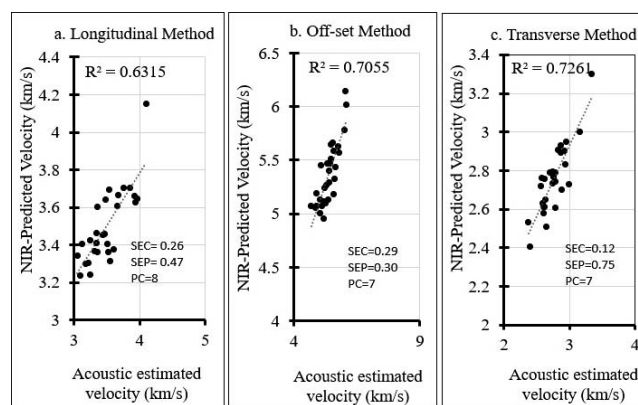 a. Longitudinal Method
R² = 0.6315
NIR-Predicted Velocity (km/s)
4.4
4.2
4
3.8
3.6
3.4
3.2
3
SEC=0.26
SEP=0.47
PC=8
3
4
5
Acoustic estimated
velocity (km/s)
b. Off-set Method
R² = 0.7055
NIR-Predicted Velocity (km/s)
6.5
6
5.5
5
4.5
4
SEC=0.29
SEP=0.30
PC=7
4
9
Acoustic estimated
velocity (km/s)
c. Transverse Method
R² = 0.7261
NIR-Predicted Velocity (km/s)
3.4
3.2
3
2.8
2.6
2.4
2.2
2
SEC=0.12
SEP=0.75
PC=7
2
3
4
Acoustic estimated
velocity (km/s)